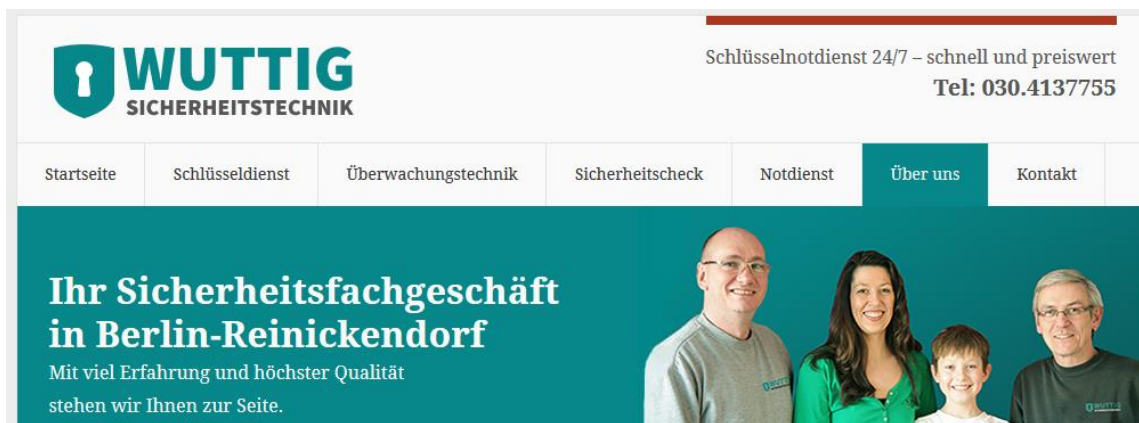 WUTTIG
SICHERHEITSTECHNIK
Schlüsselnotdienst 24/7 – schnell und preiswert
Tel: 030.4137755
Startseite
Schlüsseldienst
Überwachungstechnik
Sicherheitscheck
Notdienst
Über uns
Kontakt
Ihr Sicherheitsfachgeschäft
in Berlin-Reinickendorf
Mit viel Erfahrung und höchster Qualität
stehen wir Ihnen zur Seite.
WUTTIG